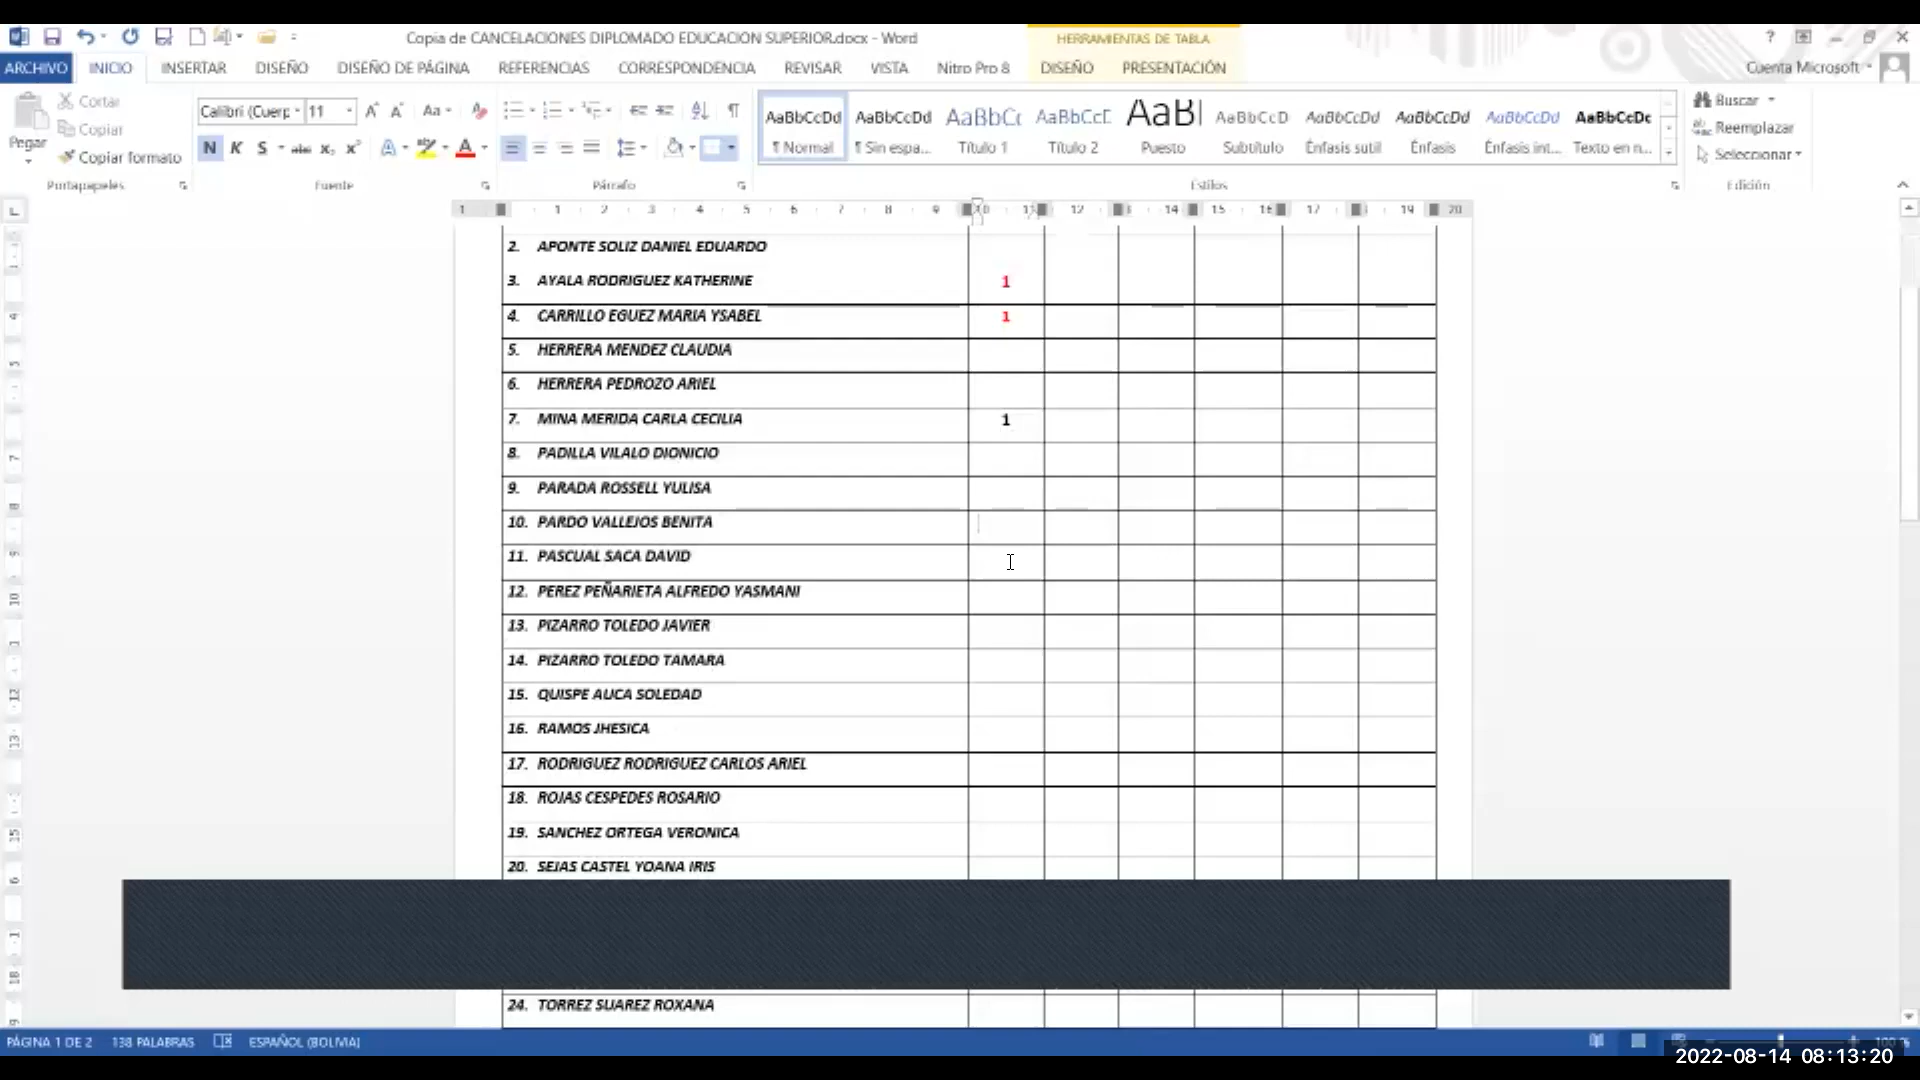 Copia de CANCELACIONES DIPLOMADO EDUCACION SUPERIOR.docx - Word
HERRAMIENTAS DE TABLA
ARCHIVO INICIO INSERTAR DISEÑO DISEÑO DE PÁGINA REFERENCIAS CORRESPONDENCIA REVISAR VISTA Nitro Pro 8 DISEÑO PRESENTACIÓN Cuenta Microsoft
Pegar
Cortar
Copiar
Copiar formato
Portapapeles
Calibri (Cuerp 11
N K S abc x₂ x²
Fuente
Párrafo
AaBbCcDd AaBbCcDd AaBbCc AaBbCcC AaB AaBbCcD AaBbCcDd AaBbCcDd AaBbCcDd AaBbCcDc
¶ Normal ¶ Sin espa... Título 1 Título 2 Puesto Subtítulo Énfasis sutil Énfasis Énfasis int... Texto en n...
Estilos
Buscar
Reemplazar
Seleccionar
Edición
2. APONTE SOLIZ DANIEL EDUARDO
3. AYALA RODRIGUEZ KATHERINE 1
4. CARRILLO EGUEZ MARIA YSABEL 1
5. HERRERA MENDEZ CLAUDIA
6. HERRERA PEDROZO ARIEL
7. MINA MERIDA CARLA CECILIA 1
8. PADILLA VILALO DIONICIO
9. PARADA ROSSELL YULISA
10. PARDO VALLEJOS BENITA
11. PASCUAL SACA DAVID
12. PEREZ PEÑARIETA ALFREDO YASMANI
13. PIZARRO TOLEDO JAVIER
14. PIZARRO TOLEDO TAMARA
15. QUISPE AUCA SOLEDAD
16. RAMOS JHESICA
17. RODRIGUEZ RODRIGUEZ CARLOS ARIEL
18. ROJAS CESPEDES ROSARIO
19. SANCHEZ ORTEGA VERONICA
20. SEJAS CASTEL YOANA IRIS
24. TORREZ SUAREZ ROXANA
PÁGINA 1 DE 2 138 PALABRAS ESPAÑOL (BOLIVIA)
2022-08-14 08:13:20